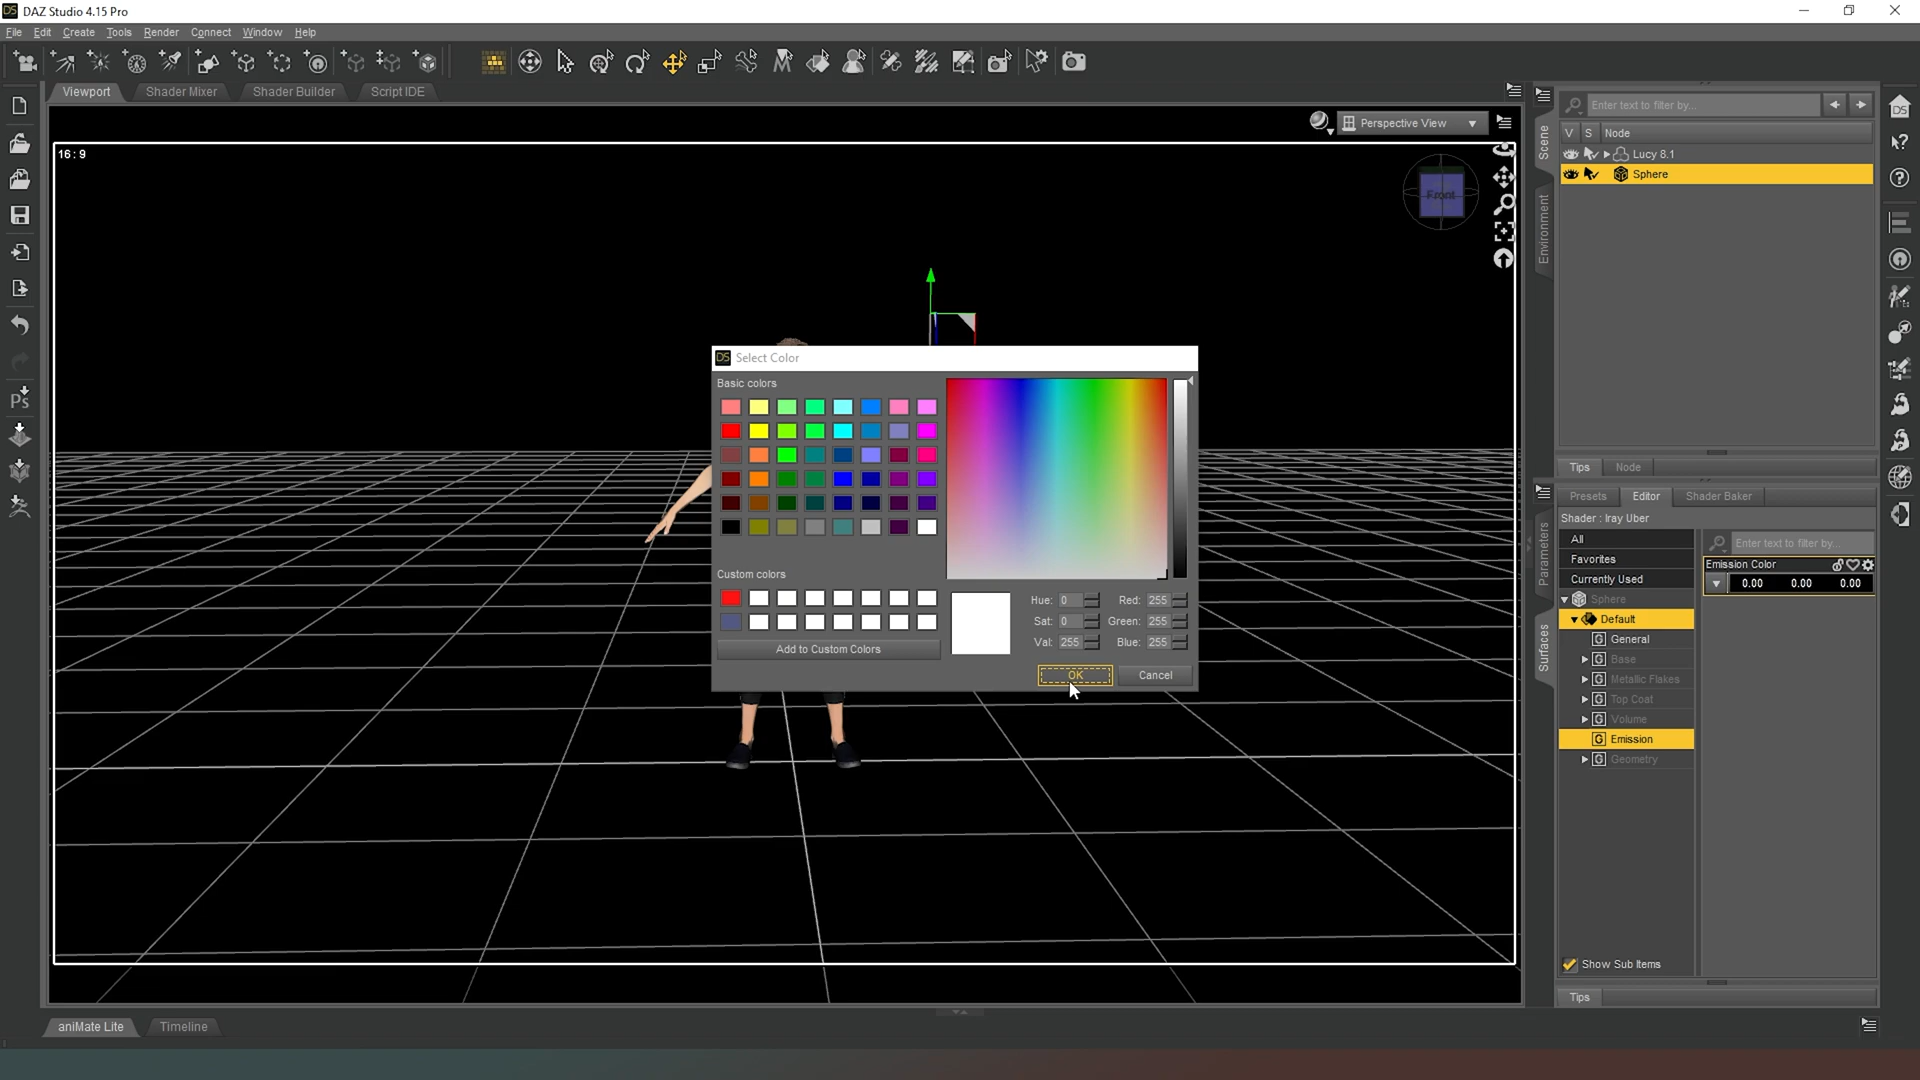 DAZ Studio 4.15 Pro
File Edit Create Tools Render Connect Window Help
Viewport Shader Mixer Shader Builder Script IDE
Perspective View
16:9
Front
Select Color
Basic colors
Custom colors
Add to Custom Colors
Hue: 0 Red: 255
Sat: 0 Green: 255
Val: 255 Blue: 255
OK Cancel
Scene
Environment
Enter text to filter by...
V S Node
Lucy 8.1
Sphere
Tips Node
Parameters
Surfaces
Presets Editor Shader Baker
Shader : Iray Uber
All
Favorites
Currently Used
Sphere
Default
General
Base
Metallic Flakes
Top Coat
Volume
Emission
Geometry
Enter text to filter by...
Emission Color
0.00 0.00 0.00
Show Sub Items
Tips
aniMate Lite Timeline